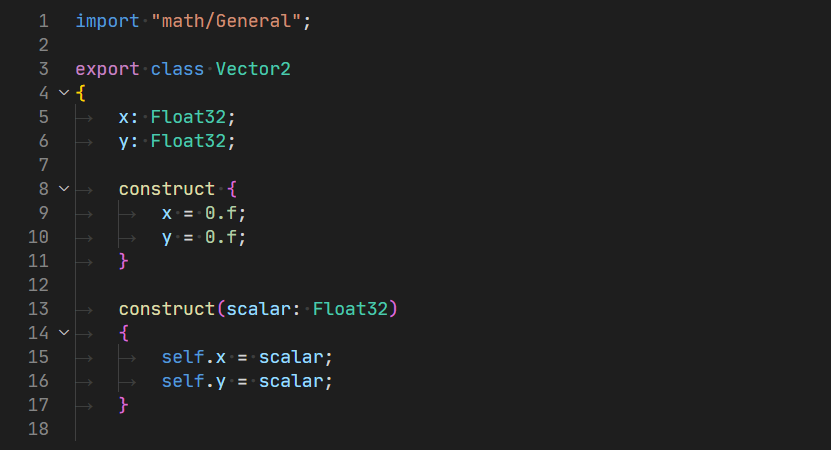 1 import "math/General";
2
3 export class Vector2
4 {
5 x: Float32;
6 y: Float32;
7
8 construct {
9 x = 0.f;
10 y = 0.f;
11 }
12
13 construct(scalar: Float32)
14 {
15 self.x = scalar;
16 self.y = scalar;
17 }
18